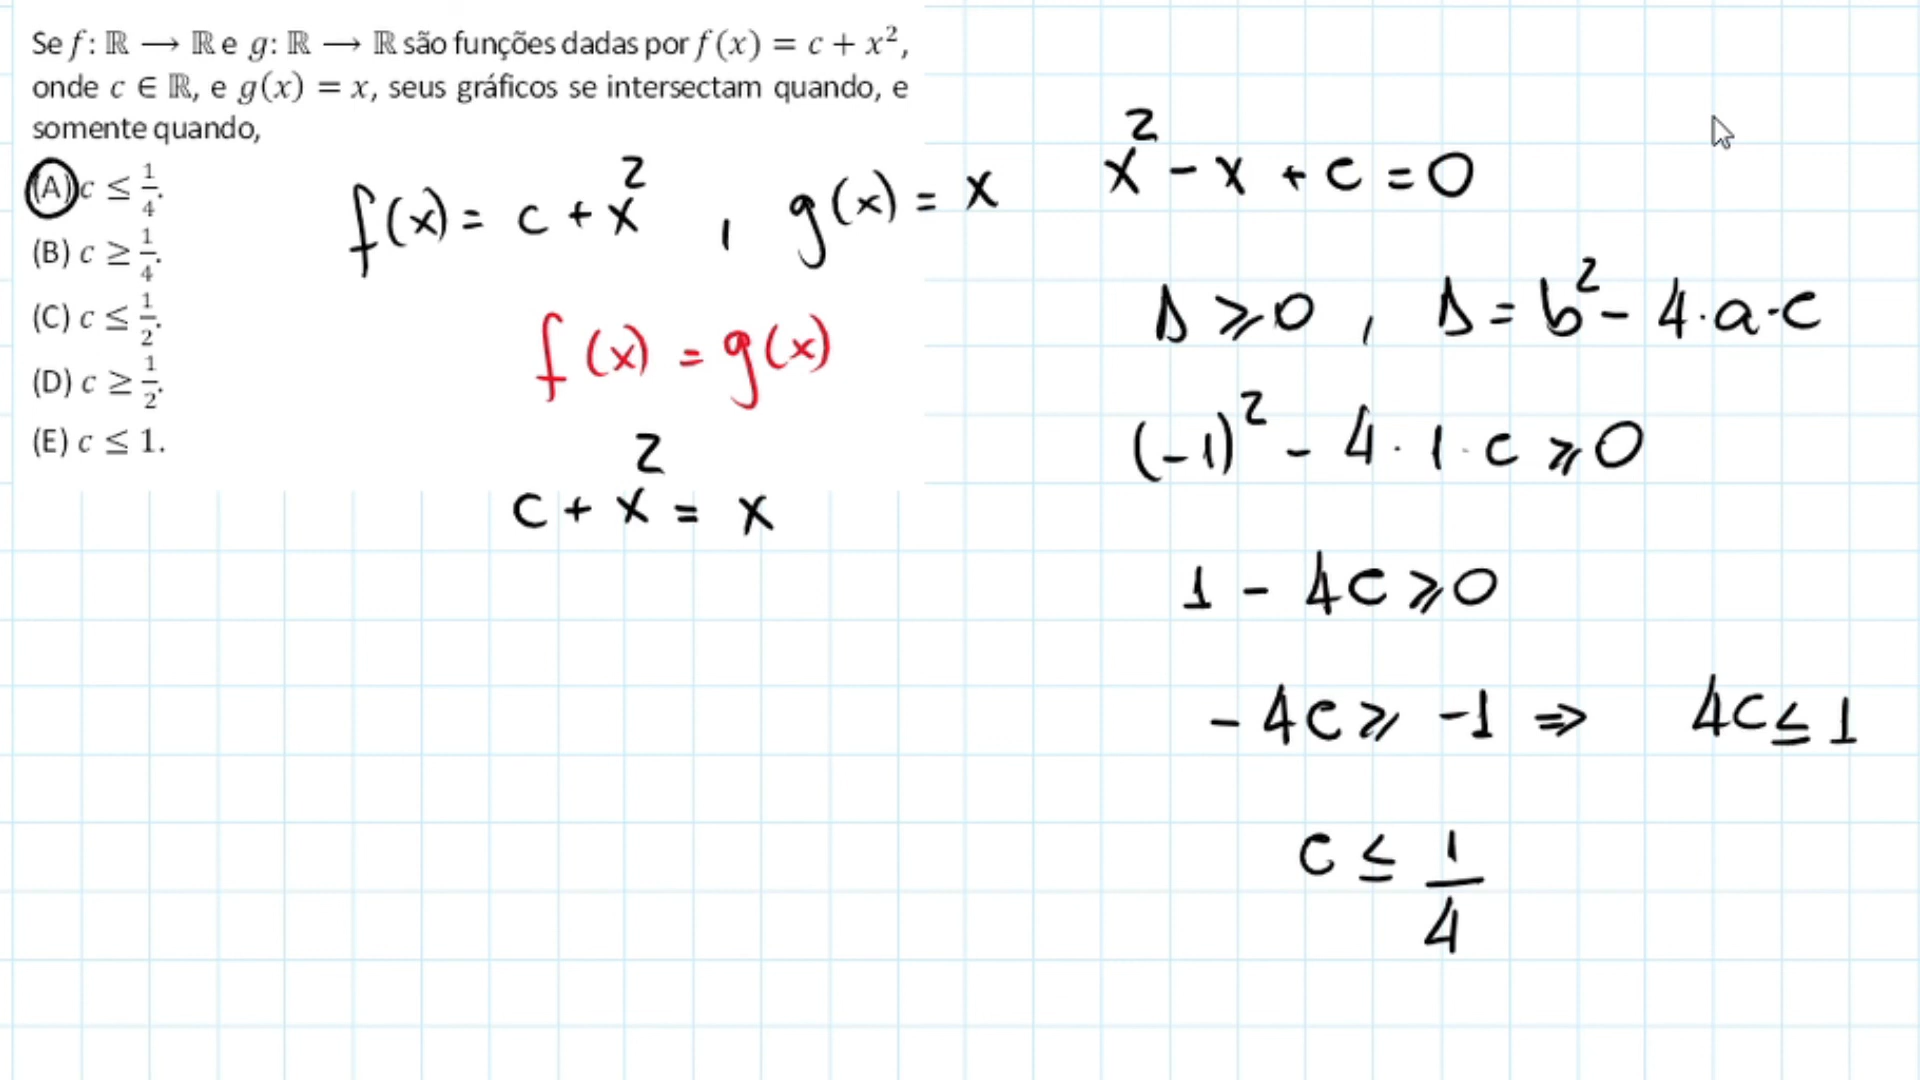 Se f: ℝ → ℝ e g: ℝ → ℝ são funções dadas por f(x) = c + x²,
onde c ∈ ℝ, e g(x) = x, seus gráficos se intersectam quando, e
somente quando,
(A) c ≤ 1/4.
(B) c ≥ 1/4.
(C) c ≤ 1/2.
(D) c ≥ 1/2.
(E) c ≤ 1.
f(x) = c + x² , g(x) = x
f(x) = g(x)
c + x² = x
x² - x + c = 0
Δ ≥ 0 , Δ = b² - 4·a·c
(-1)² - 4·1·c ≥ 0
1 - 4c ≥ 0
-4c ≥ -1 ⇒ 4c ≤ 1
c ≤ 1/4